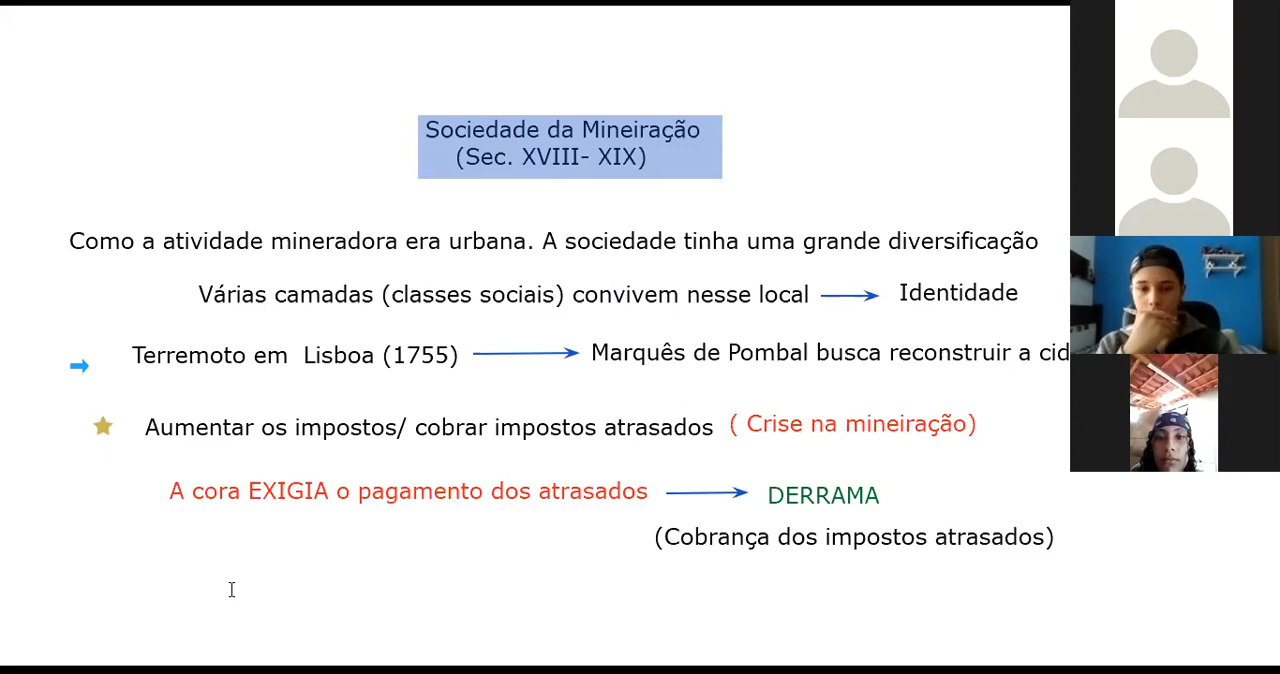 Sociedade da Mineiração
(Sec. XVIII- XIX)
Como a atividade mineradora era urbana. A sociedade tinha uma grande diversificação
Várias camadas (classes sociais) convivem nesse local
Identidade
Terremoto em Lisboa (1755)
Marquês de Pombal busca reconstruir a cid
Aumentar os impostos/ cobrar impostos atrasados
( Crise na mineiração)
A cora EXIGIA o pagamento dos atrasados
DERRAMA
(Cobrança dos impostos atrasados)